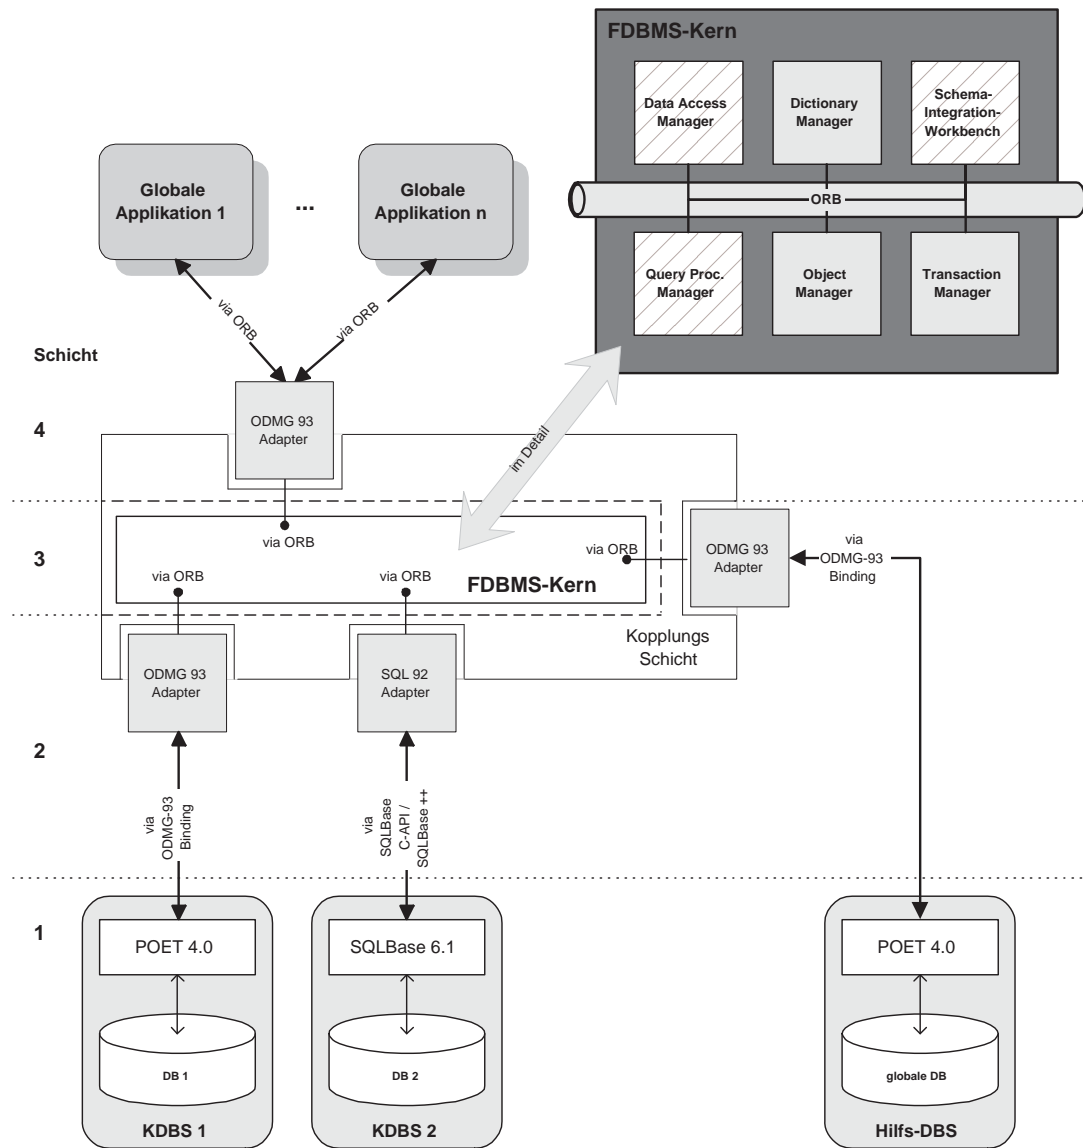 FDBMS-Kern
Data Access
Manager
Dictionary
Manager
Schema-
Integration-
Workbench
ORB
Query Proc.
Manager
Object
Manager
Transaction
Manager
Globale
Applikation 1
...
Globale
Applikation n
via ORB
via ORB
Schicht
4
ODMG 93
Adapter
im Detail
3
via ORB
via ORB
via ORB
via ORB
FDBMS-Kern
ODMG 93
Adapter
via
ODMG-93
Binding
Kopplungs
Schicht
ODMG 93
Adapter
SQL 92
Adapter
2
via
ODMG-93
Binding
via
SQLBase
C-API /
SQLBase ++
1
POET 4.0
SQLBase 6.1
POET 4.0
DB 1
DB 2
globale DB
KDBS 1
KDBS 2
Hilfs-DBS